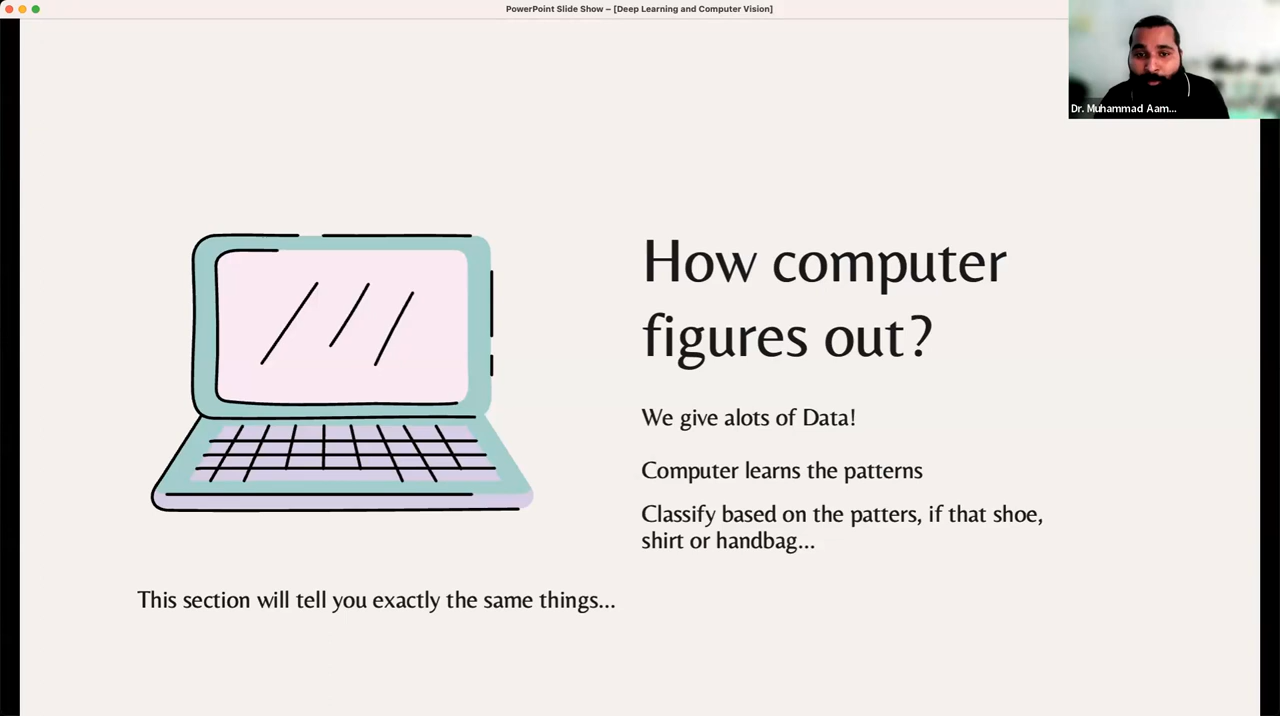 PowerPoint Slide Show – [Deep Learning and Computer Vision]
Dr. Muhammad Aam...
How computer
figures out?
We give alots of Data!
Computer learns the patterns
Classify based on the patters, if that shoe,
shirt or handbag...
This section will tell you exactly the same things...